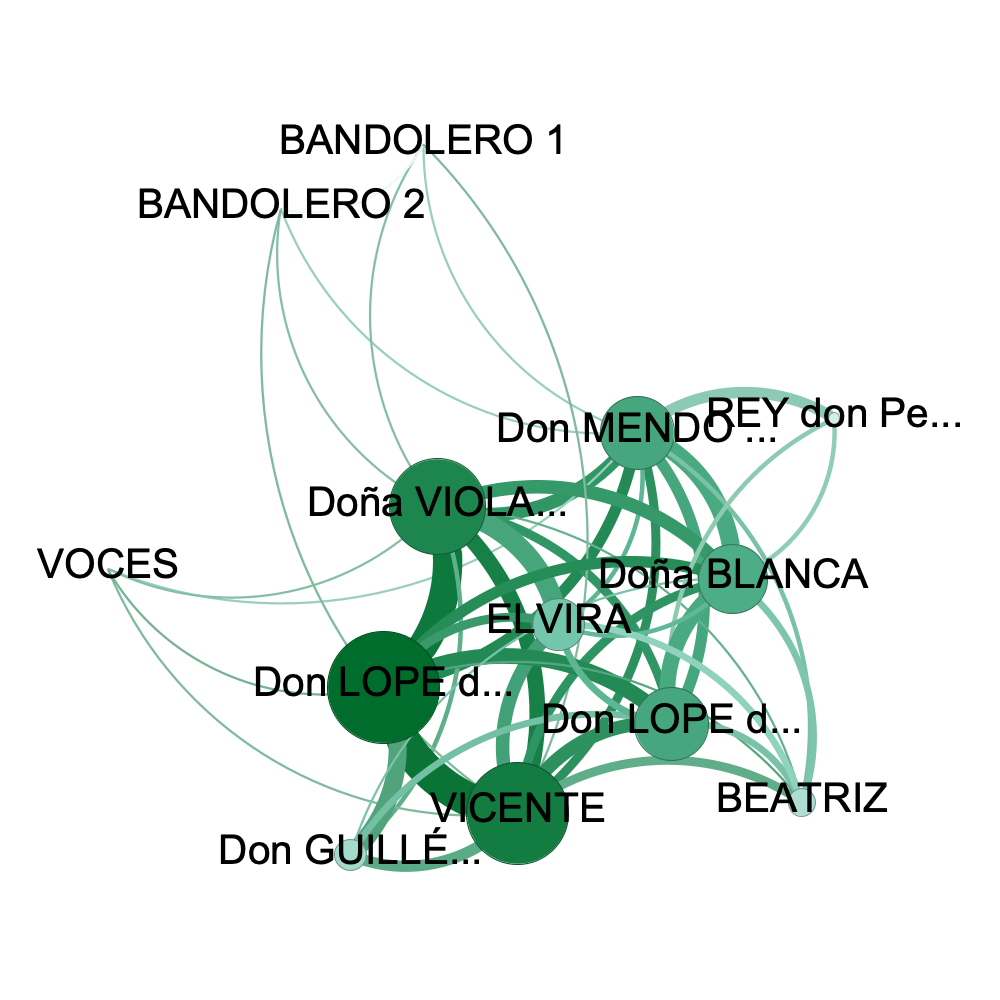 BANDOLERO 1
BANDOLERO 2
Don MENDO ...
REY don Pe...
Doña VIOLA...
VOCES
Doña BLANCA
ELVIRA
Don LOPE d...
Don LOPE d...
VICENTE
BEATRIZ
Don GUILLÉ...